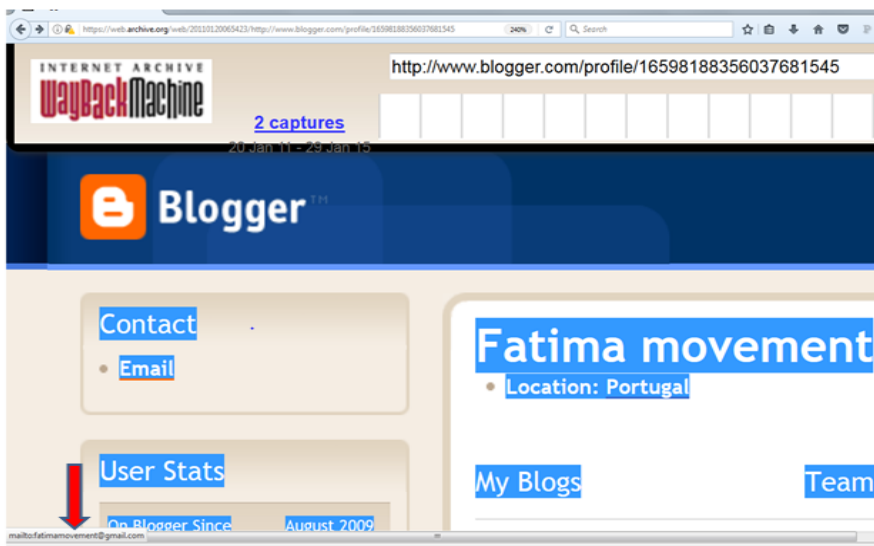 https://web.archive.org/web/20110120065423/http://www.blogger.com/profile/16598188356037681545
240%
Search
INTERNET ARCHIVE
WayBackMachine
http://www.blogger.com/profile/16598188356037681545
2 captures
20 Jan 11 - 29 Jan 15
Blogger™
Contact
Email
Fatima movement
Location: Portugal
User Stats
My Blogs
Team
On Blogger Since August 2009
mailto:fatimamovement@gmail.com